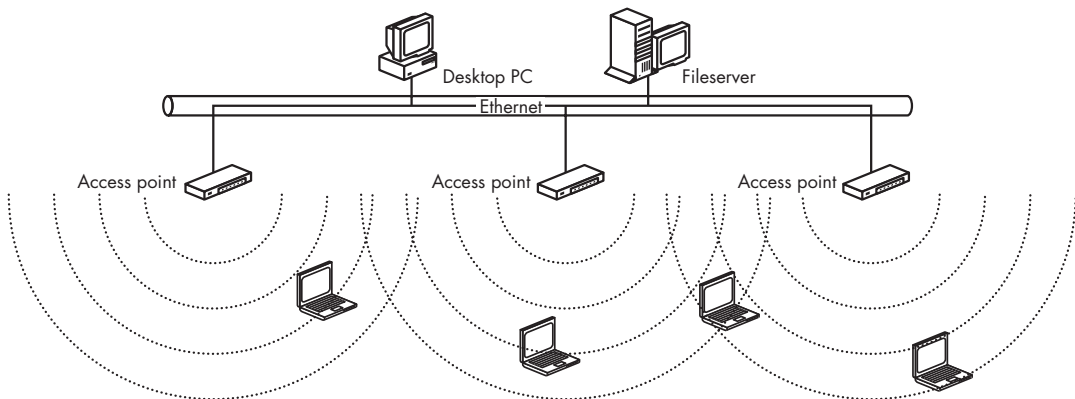 Desktop PC
Fileserver
Ethernet
Access point
Access point
Access point